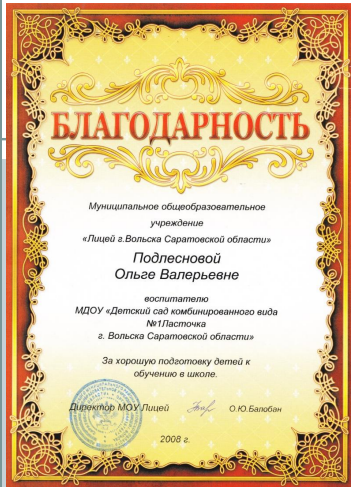 БЛАГОДАРНОСТЬ
Муниципальное общеобразовательное
учреждение
«Лицей г.Вольска Саратовской области»
Подлесновой
Ольге Валерьевне
воспитателю
МДОУ «Детский сад комбинированного вида
№1Ласточка
г. Вольска Саратовской области»
За хорошую подготовку детей к
обучению в школе.
Директор МОУ Лицей О.Ю.Балабан
2008 г.